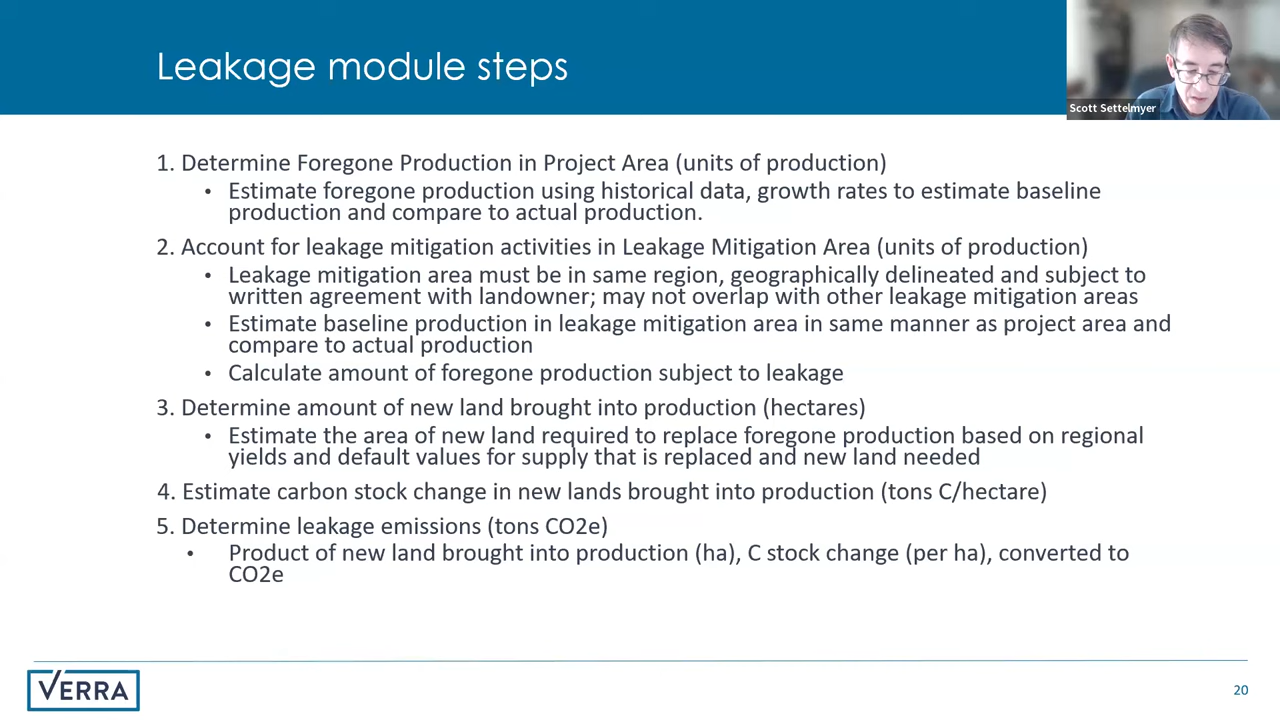 Leakage module steps
Scott Settelmyer
1. Determine Foregone Production in Project Area (units of production)
• Estimate foregone production using historical data, growth rates to estimate baseline
production and compare to actual production.
2. Account for leakage mitigation activities in Leakage Mitigation Area (units of production)
• Leakage mitigation area must be in same region, geographically delineated and subject to
written agreement with landowner; may not overlap with other leakage mitigation areas
• Estimate baseline production in leakage mitigation area in same manner as project area and
compare to actual production
• Calculate amount of foregone production subject to leakage
3. Determine amount of new land brought into production (hectares)
• Estimate the area of new land required to replace foregone production based on regional
yields and default values for supply that is replaced and new land needed
4. Estimate carbon stock change in new lands brought into production (tons C/hectare)
5. Determine leakage emissions (tons CO2e)
• Product of new land brought into production (ha), C stock change (per ha), converted to
CO2e
VERRA
20